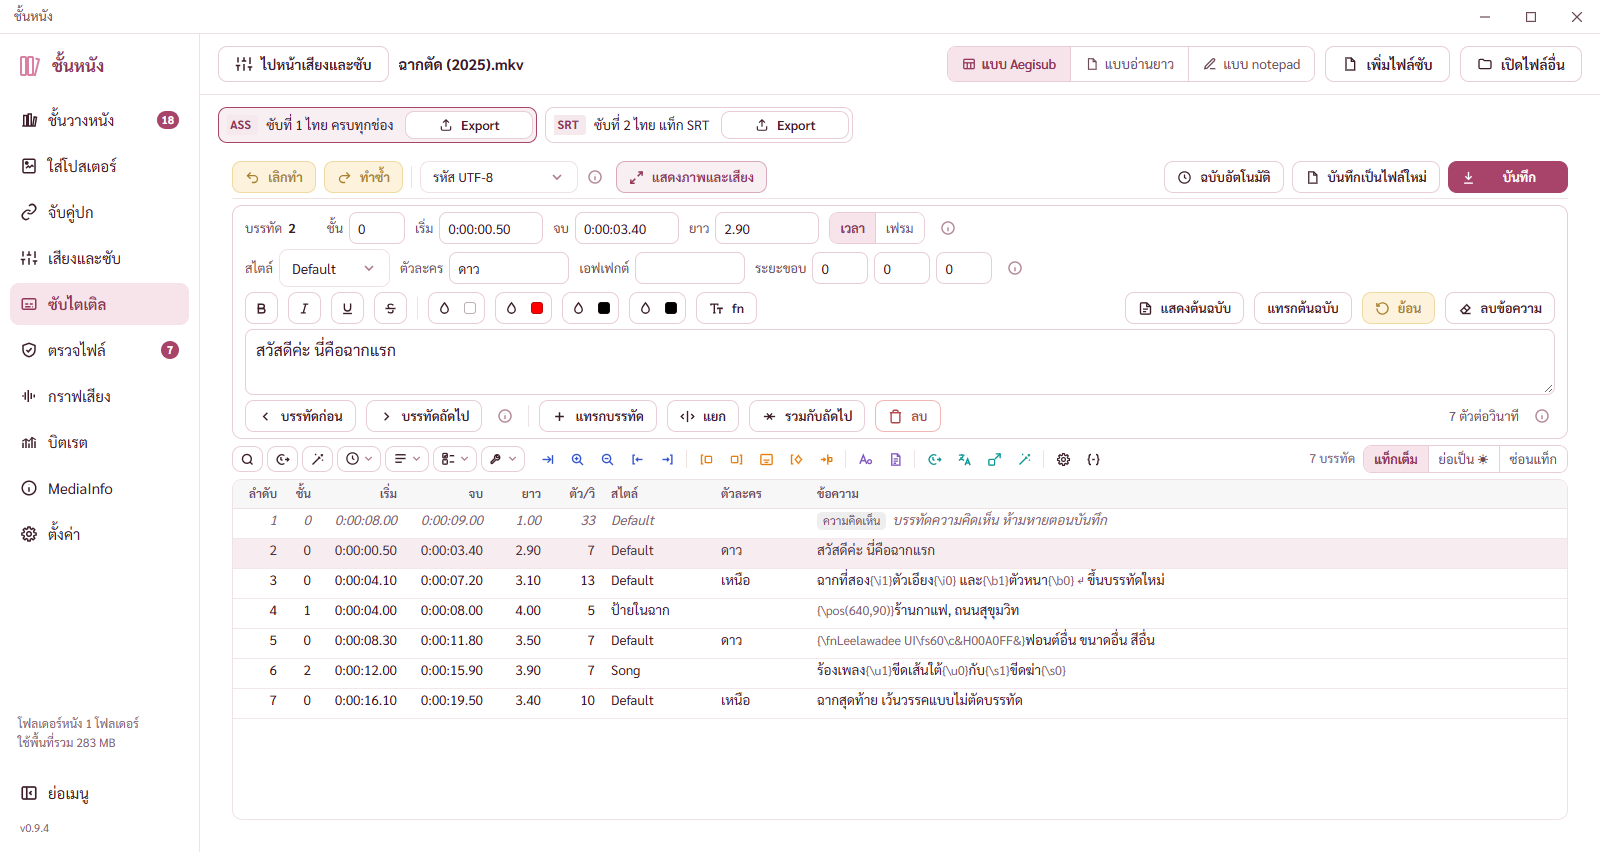 ชั้นหนัง
ชั้นหนัง
ไปหน้าเสียงและซับ ฉากตัด (2025).mkv แบบ Aegisub แบบอ่านยาว แบบ notepad เพิ่มไฟล์ซับ เปิดไฟล์อื่น
ชั้นวางหนัง 18
ใส่โปสเตอร์
จับคู่ปก
เสียงและซับ
ซับไตเติล
ตรวจไฟล์ 7
กราฟเสียง
บิตเรต
MediaInfo
ตั้งค่า
โฟลเดอร์หนัง 1 โฟลเดอร์
ใช้พื้นที่รวม 283 MB
ย่อเมนู
v0.9.4
ASS ซับที่ 1 ไทย ครบทุกช่อง Export SRT ซับที่ 2 ไทย แท็ก SRT Export
เลิกทำ ทำซ้ำ รหัส UTF-8 แสดงภาพและเสียง ฉบับอัตโนมัติ บันทึกเป็นไฟล์ใหม่ บันทึก
บรรทัด 2 ชั้น 0 เริ่ม 0:00:00.50 จบ 0:00:03.40 ยาว 2.90 เวลา เฟรม
สไตล์ Default ตัวละคร ดาว เอฟเฟกต์ ระยะขอบ 0 0 0
B I U S fn แสดงต้นฉบับ แทรกต้นฉบับ ย้อน ลบข้อความ
สวัสดีค่ะ นี่คือฉากแรก
บรรทัดก่อน บรรทัดถัดไป แทรกบรรทัด แยก รวมกับถัดไป ลบ 7 ตัวต่อวินาที
7 บรรทัด แท็กเต็ม ย่อเป็น ☀ ซ่อนแท็ก
ลำดับ ชั้น เริ่ม จบ ยาว ตัว/วิ สไตล์ ตัวละคร ข้อความ
1 0 0:00:08.00 0:00:09.00 1.00 33 Default ความคิดเห็น บรรทัดความคิดเห็น ห้ามหายตอนบันทึก
2 0 0:00:00.50 0:00:03.40 2.90 7 Default ดาว สวัสดีค่ะ นี่คือฉากแรก
3 0 0:00:04.10 0:00:07.20 3.10 13 Default เหนือ ฉากที่สอง{\i1}ตัวเอียง{\i0} และ{\b1}ตัวหนา{\b0} ↵ ขึ้นบรรทัดใหม่
4 1 0:00:04.00 0:00:08.00 4.00 5 ป้ายในฉาก {\pos(640,90)}ร้านกาแฟ, ถนนสุขุมวิท
5 0 0:00:08.30 0:00:11.80 3.50 7 Default ดาว {\fnLeelawadee UI\fs60\c&H00A0FF&}ฟอนต์อื่น ขนาดอื่น สีอื่น
6 2 0:00:12.00 0:00:15.90 3.90 7 Song ร้องเพลง{\u1}ขีดเส้นใต้{\u0}กับ{\s1}ขีดฆ่า{\s0}
7 0 0:00:16.10 0:00:19.50 3.40 10 Default เหนือ ฉากสุดท้าย เว้นวรรคแบบไม่ตัดบรรทัด